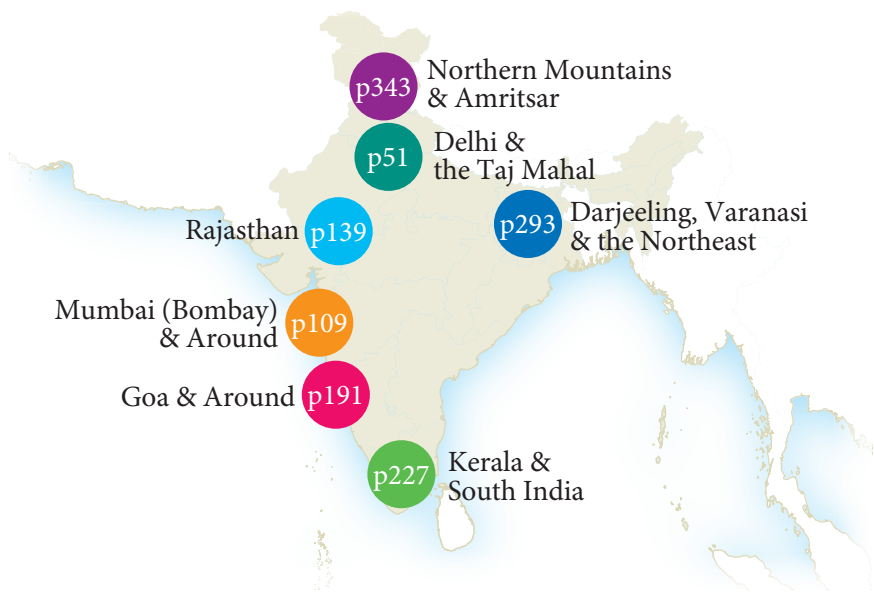 p343
Northern Mountains
& Amritsar
p51
Delhi &
the Taj Mahal
Rajasthan
p139
p293
Darjeeling, Varanasi
& the Northeast
Mumbai (Bombay)
& Around
p109
Goa & Around
p191
p227
Kerala &
South India